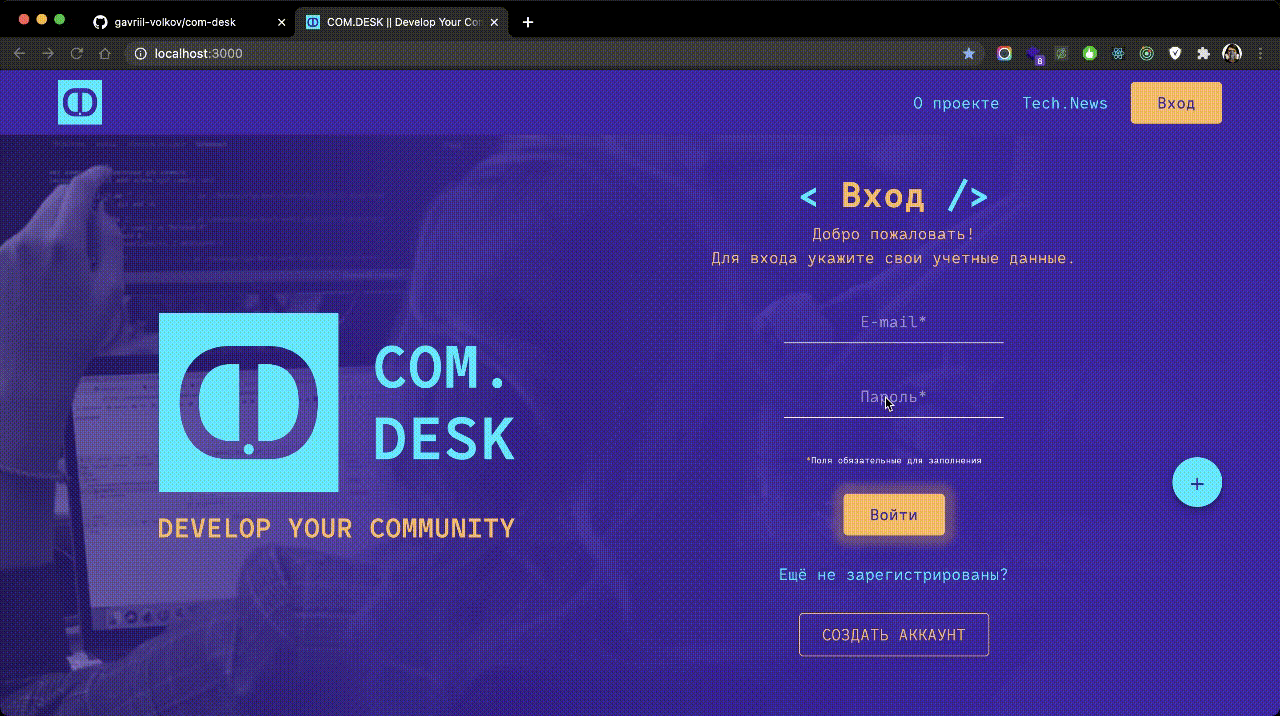 gavriil-volkov/com-desk
COM.DESK || Develop Your Co
localhost:3000
8
О проекте
Tech.News
Вход
< Вход />
Добро пожаловать!
Для входа укажите свои учетные данные.
E-mail*
Пароль*
COM.
DESK
*Поля обязательные для заполнения
+
Войти
DEVELOP YOUR COMMUNITY
Ещё не зарегистрированы?
СОЗДАТЬ АККАУНТ